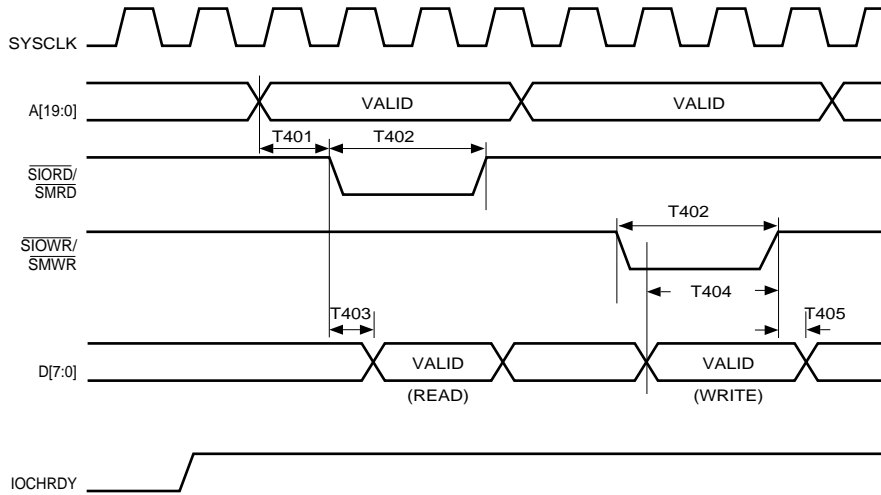 SYSCLK
A[19:0]
VALID
VALID
T401
T402
SIORD/
SMRD
T402
SIOWR/
SMWR
T404
T403
T405
D[7:0]
VALID
VALID
(READ)
(WRITE)
IOCHRDY